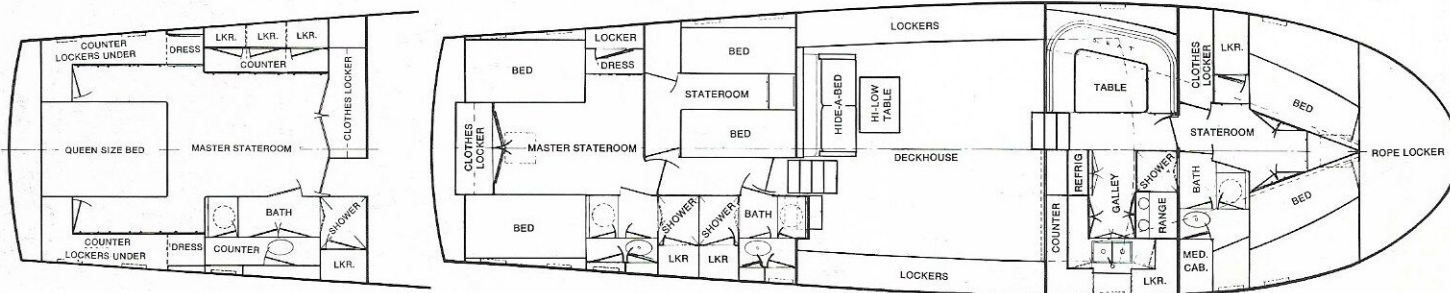 COUNTER
LOCKERS UNDER
DRESS
LKR.
LKR.
LKR.
COUNTER
CLOTHES LOCKER
QUEEN SIZE BED
MASTER STATEROOM
BATH
SHOWER
COUNTER
LOCKERS UNDER
DRESS
COUNTER
LKR.
BED
LOCKER
DRESS
BED
STATEROOM
BED
CLOTHES
LOCKER
MASTER STATEROOM
BED
SHOWER
SHOWER
BATH
LKR
LKR
LOCKERS
HIDE-A-BED
HI-LOW
TABLE
DECKHOUSE
LOCKERS
SEAT
TABLE
CLOTHES
LOCKER
LKR.
BED
STATEROOM
ROPE LOCKER
REFRIG
GALLEY
SHOWER
BATH
COUNTER
RANGE
BED
MED.
CAB.
LKR.